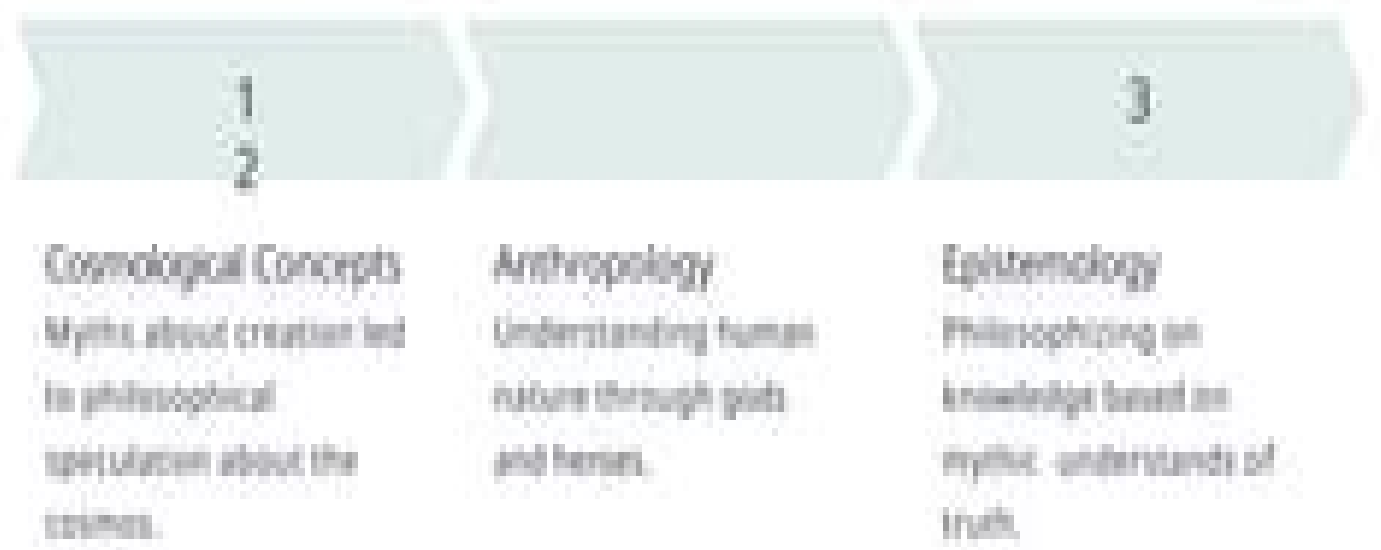 1
2
3
Cosmological Concepts
Myths about creation led
to philosophical
speculation about the
cosmos.
Anthropology
Understanding human
nature through gods
and heroes.
Epistemology
Philosophizing on
knowledge based on
mythic understands of
truth.